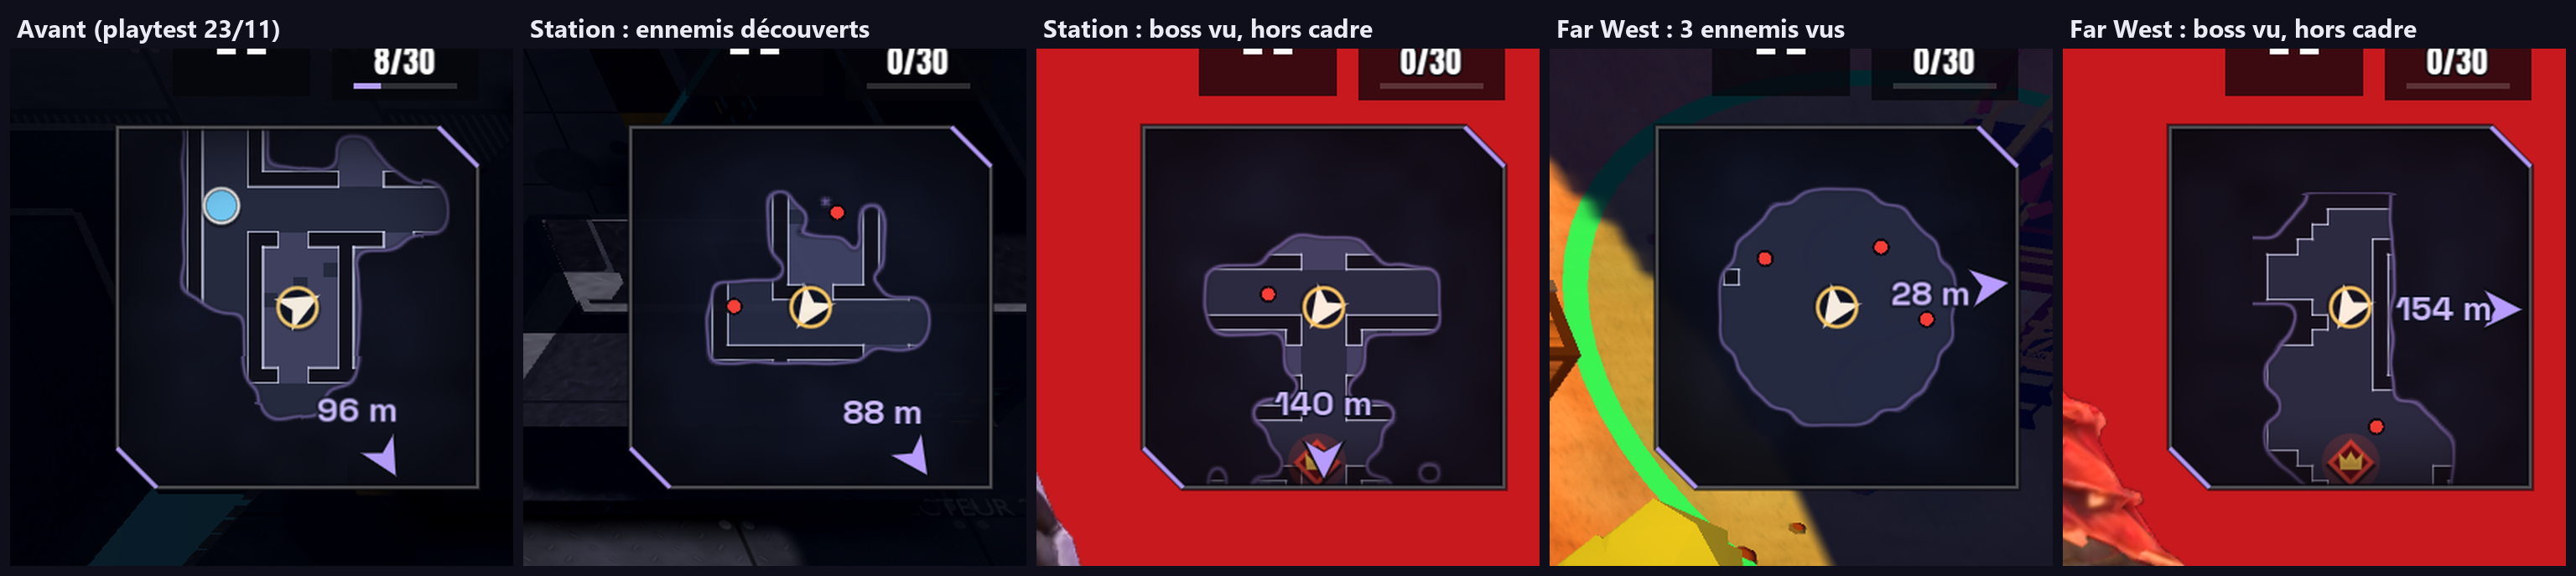 Avant (playtest 23/11)
8/30
96 m
Station : ennemis découverts
0/30
88 m
Station : boss vu, hors cadre
0/30
140 m
Far West : 3 ennemis vus
0/30
28 m
Far West : boss vu, hors cadre
0/30
154 m